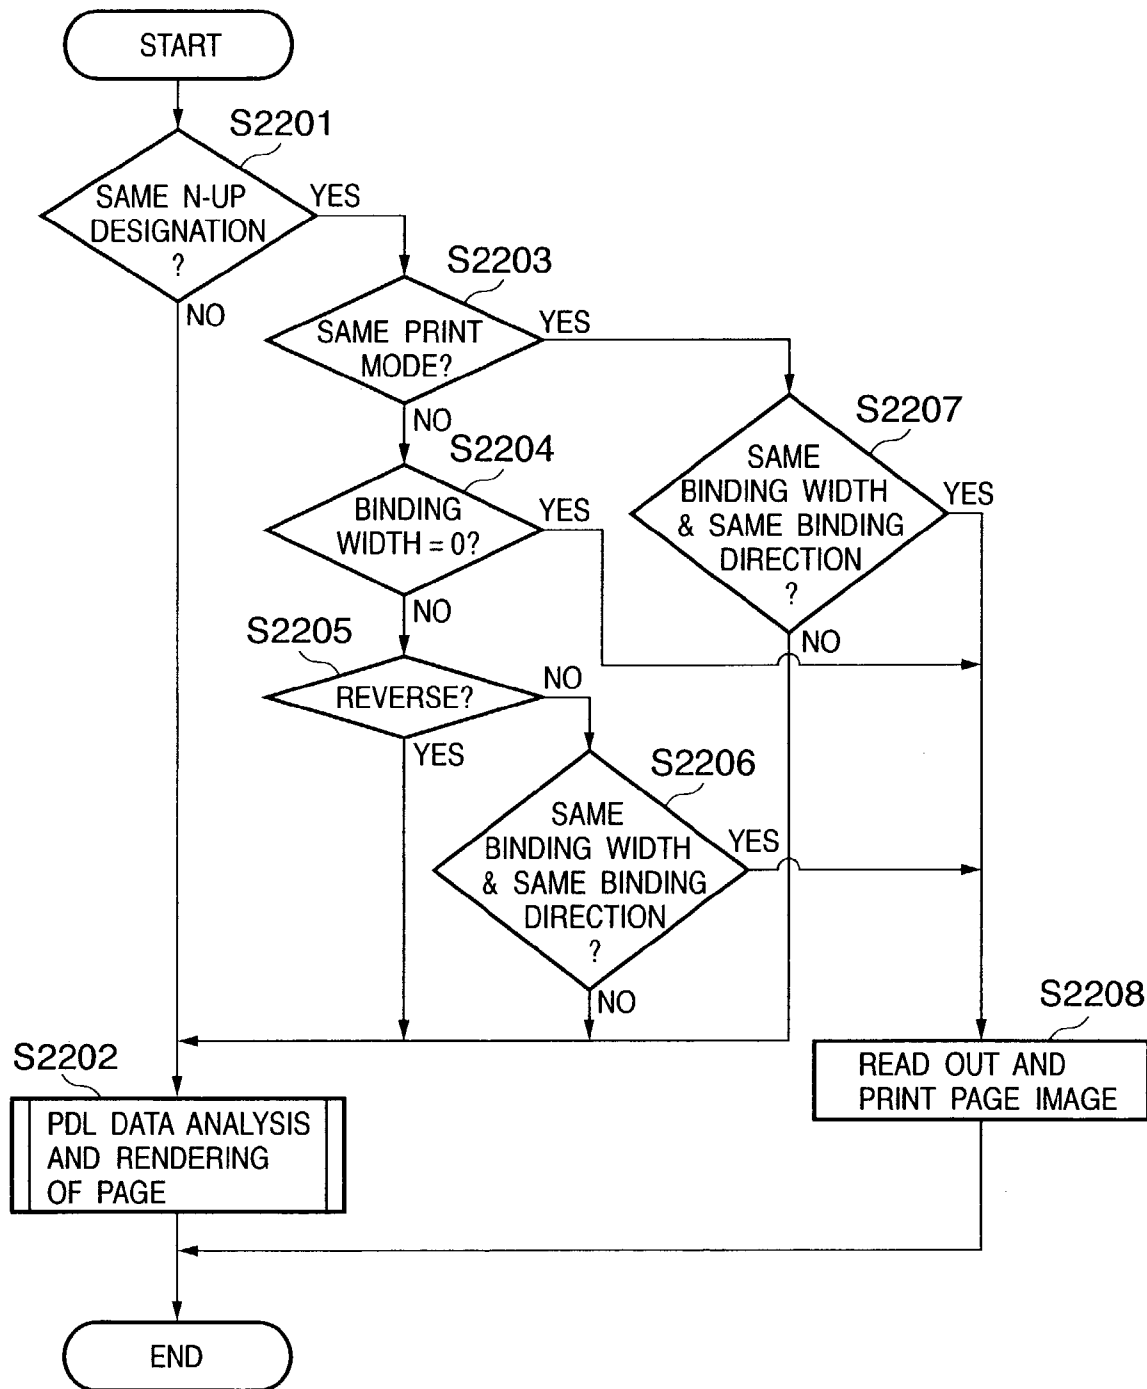 START
S2201
SAME N-UP
DESIGNATION
?
YES
NO
S2203
SAME PRINT
MODE?
YES
NO
S2204
BINDING
WIDTH = 0?
YES
NO
S2207
SAME
BINDING WIDTH
& SAME BINDING
DIRECTION
?
YES
NO
S2205
REVERSE?
NO
YES
S2206
SAME
BINDING WIDTH
& SAME BINDING
DIRECTION
?
YES
NO
S2208
READ OUT AND
PRINT PAGE IMAGE
S2202
PDL DATA ANALYSIS
AND RENDERING
OF PAGE
END